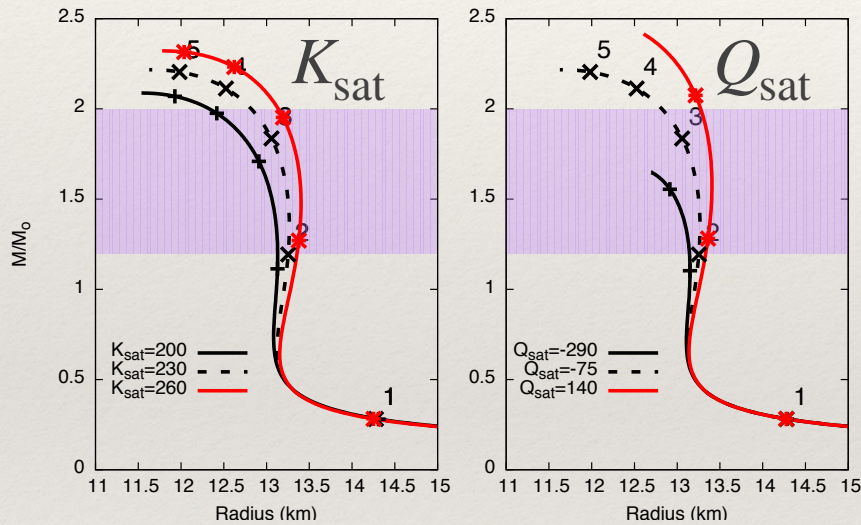 2.5
2
1.5
1
0.5
0
M/M₀
11 11.5 12 12.5 13 13.5 14 14.5 15
Radius (km)
K_sat
5
4
3
2
1
K_sat=200
K_sat=230
K_sat=260
2.5
2
1.5
1
0.5
0
11 11.5 12 12.5 13 13.5 14 14.5 15
Radius (km)
Q_sat
5
4
3
2
1
Q_sat=-290
Q_sat=-75
Q_sat=140